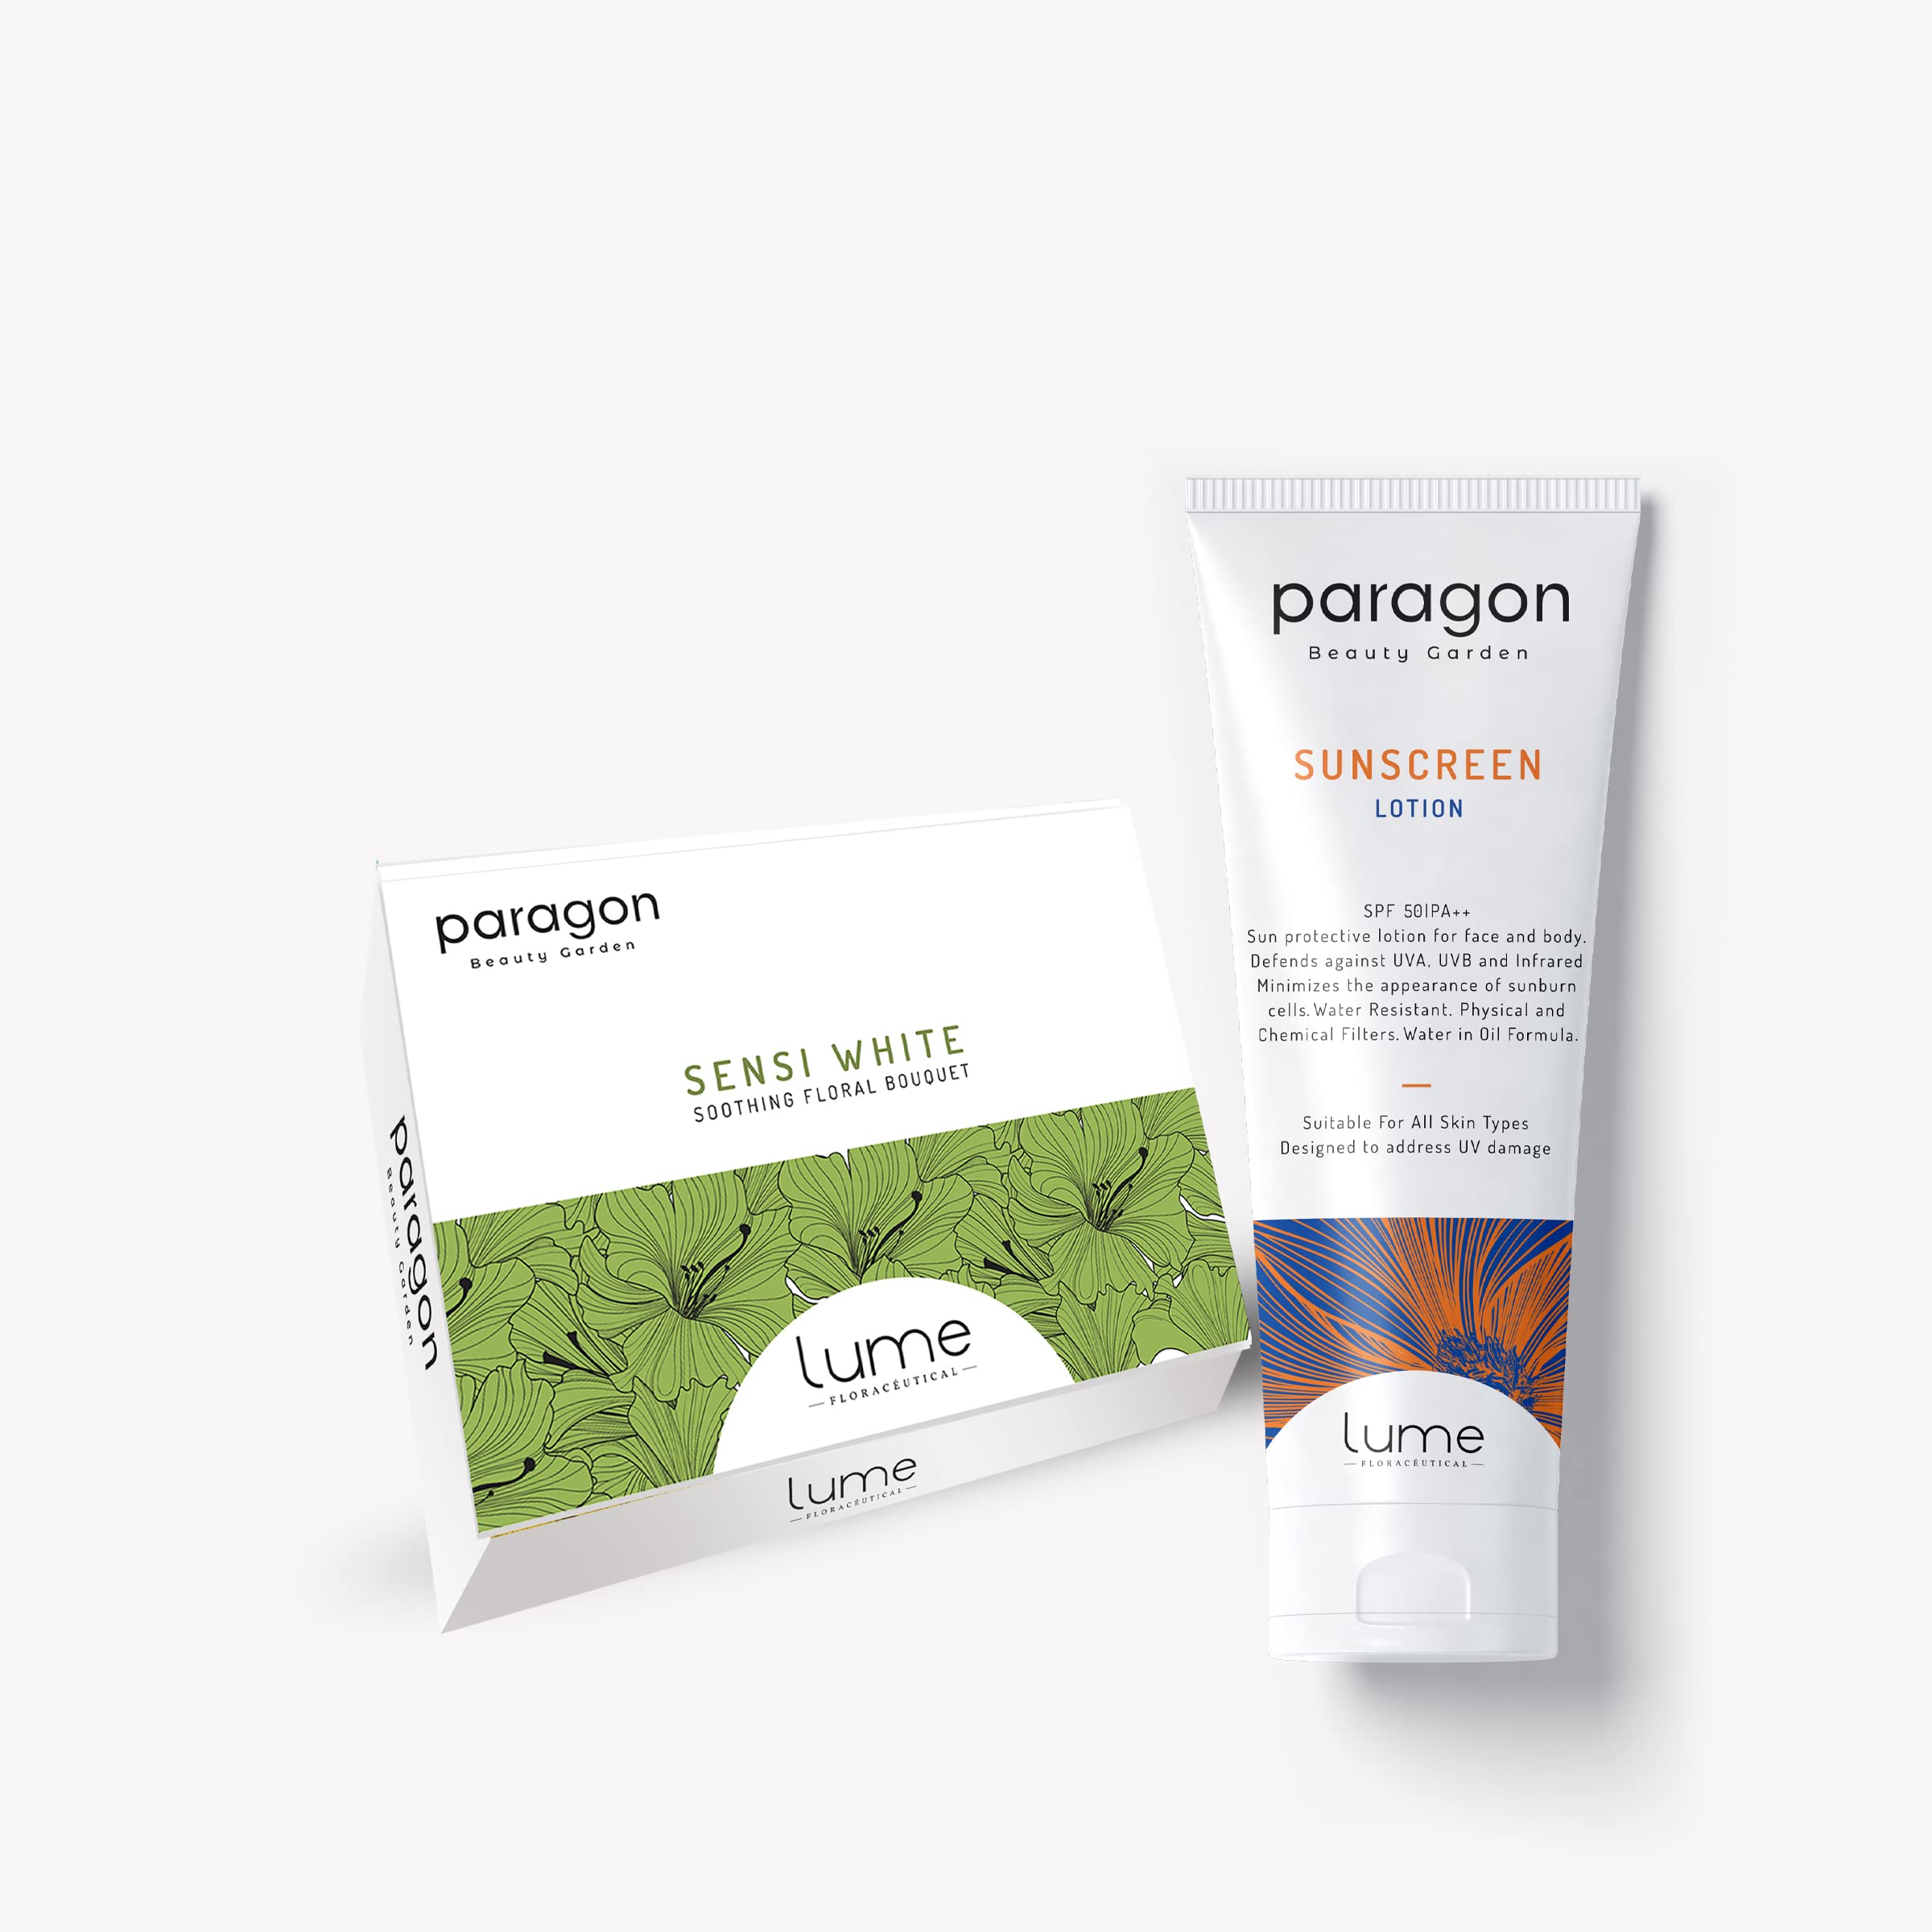 paragon
Beauty Garden
SENSI WHITE
SOOTHING FLORAL BOUQUET
lume
FLORACÉUTICAL
lume
FLORACÉUTICAL
paragon
Beauty Garden
paragon
Beauty Garden
SUNSCREEN
LOTION
SPF 50|PA++
Sun protective lotion for face and body.
Defends against UVA, UVB and Infrared
Minimizes the appearance of sunburn
cells. Water Resistant. Physical and
Chemical Filters. Water in Oil Formula.
Suitable For All Skin Types
Designed to address UV damage
lume
FLORACÉUTICAL